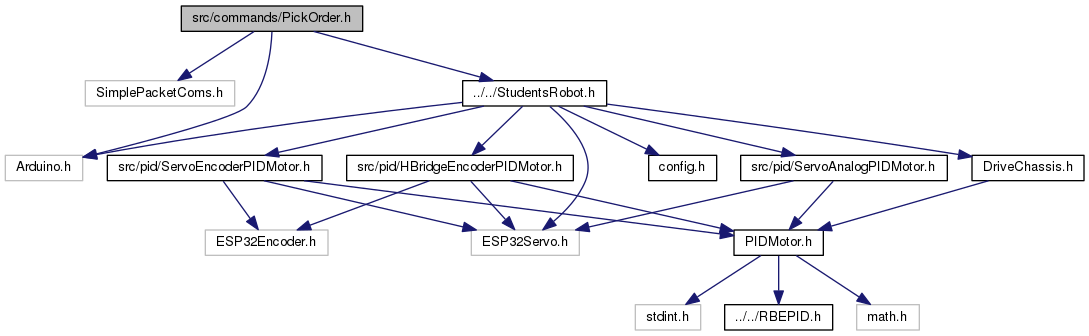 src/commands/PickOrder.h
SimplePacketComs.h
../../StudentsRobot.h
Arduino.h
src/pid/ServoEncoderPIDMotor.h
src/pid/HBridgeEncoderPIDMotor.h
config.h
src/pid/ServoAnalogPIDMotor.h
DriveChassis.h
ESP32Encoder.h
ESP32Servo.h
PIDMotor.h
stdint.h
../../RBEPID.h
math.h